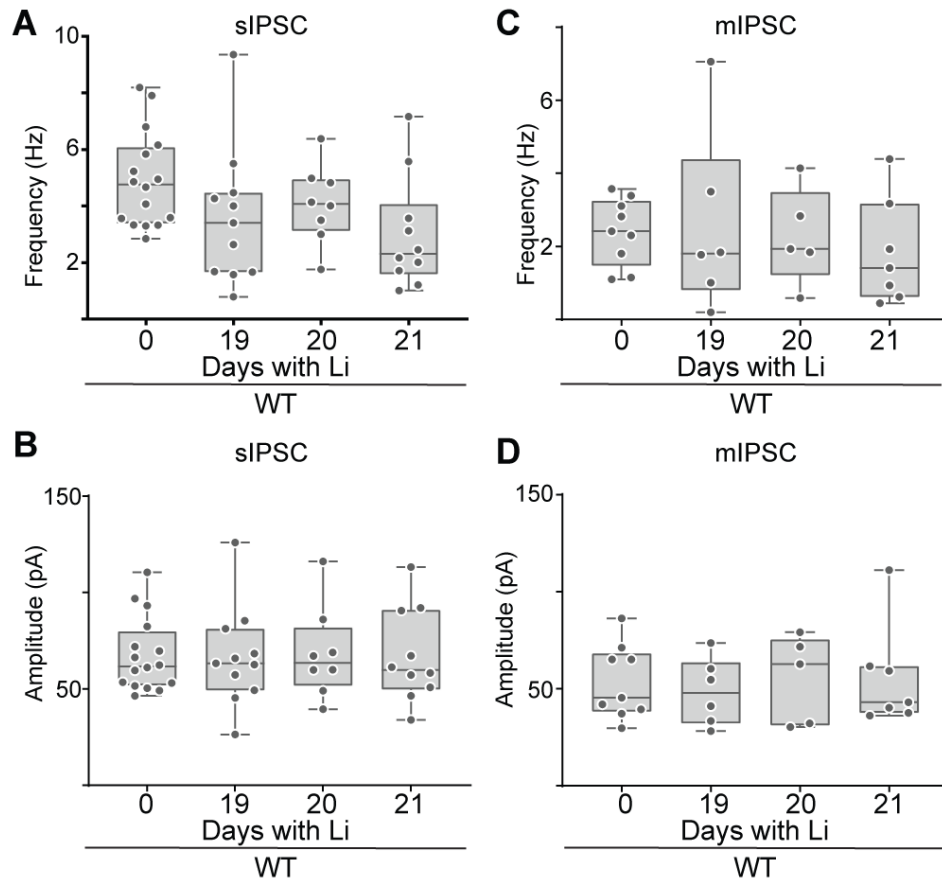 A
sIPSC
10
6
2
Frequency (Hz)
0 19 20 21
Days with Li
WT
C
mIPSC
6
2
Frequency (Hz)
0 19 20 21
Days with Li
WT
B
sIPSC
150
50
Amplitude (pA)
0 19 20 21
Days with Li
WT
D
mIPSC
150
50
Amplitude (pA)
0 19 20 21
Days with Li
WT